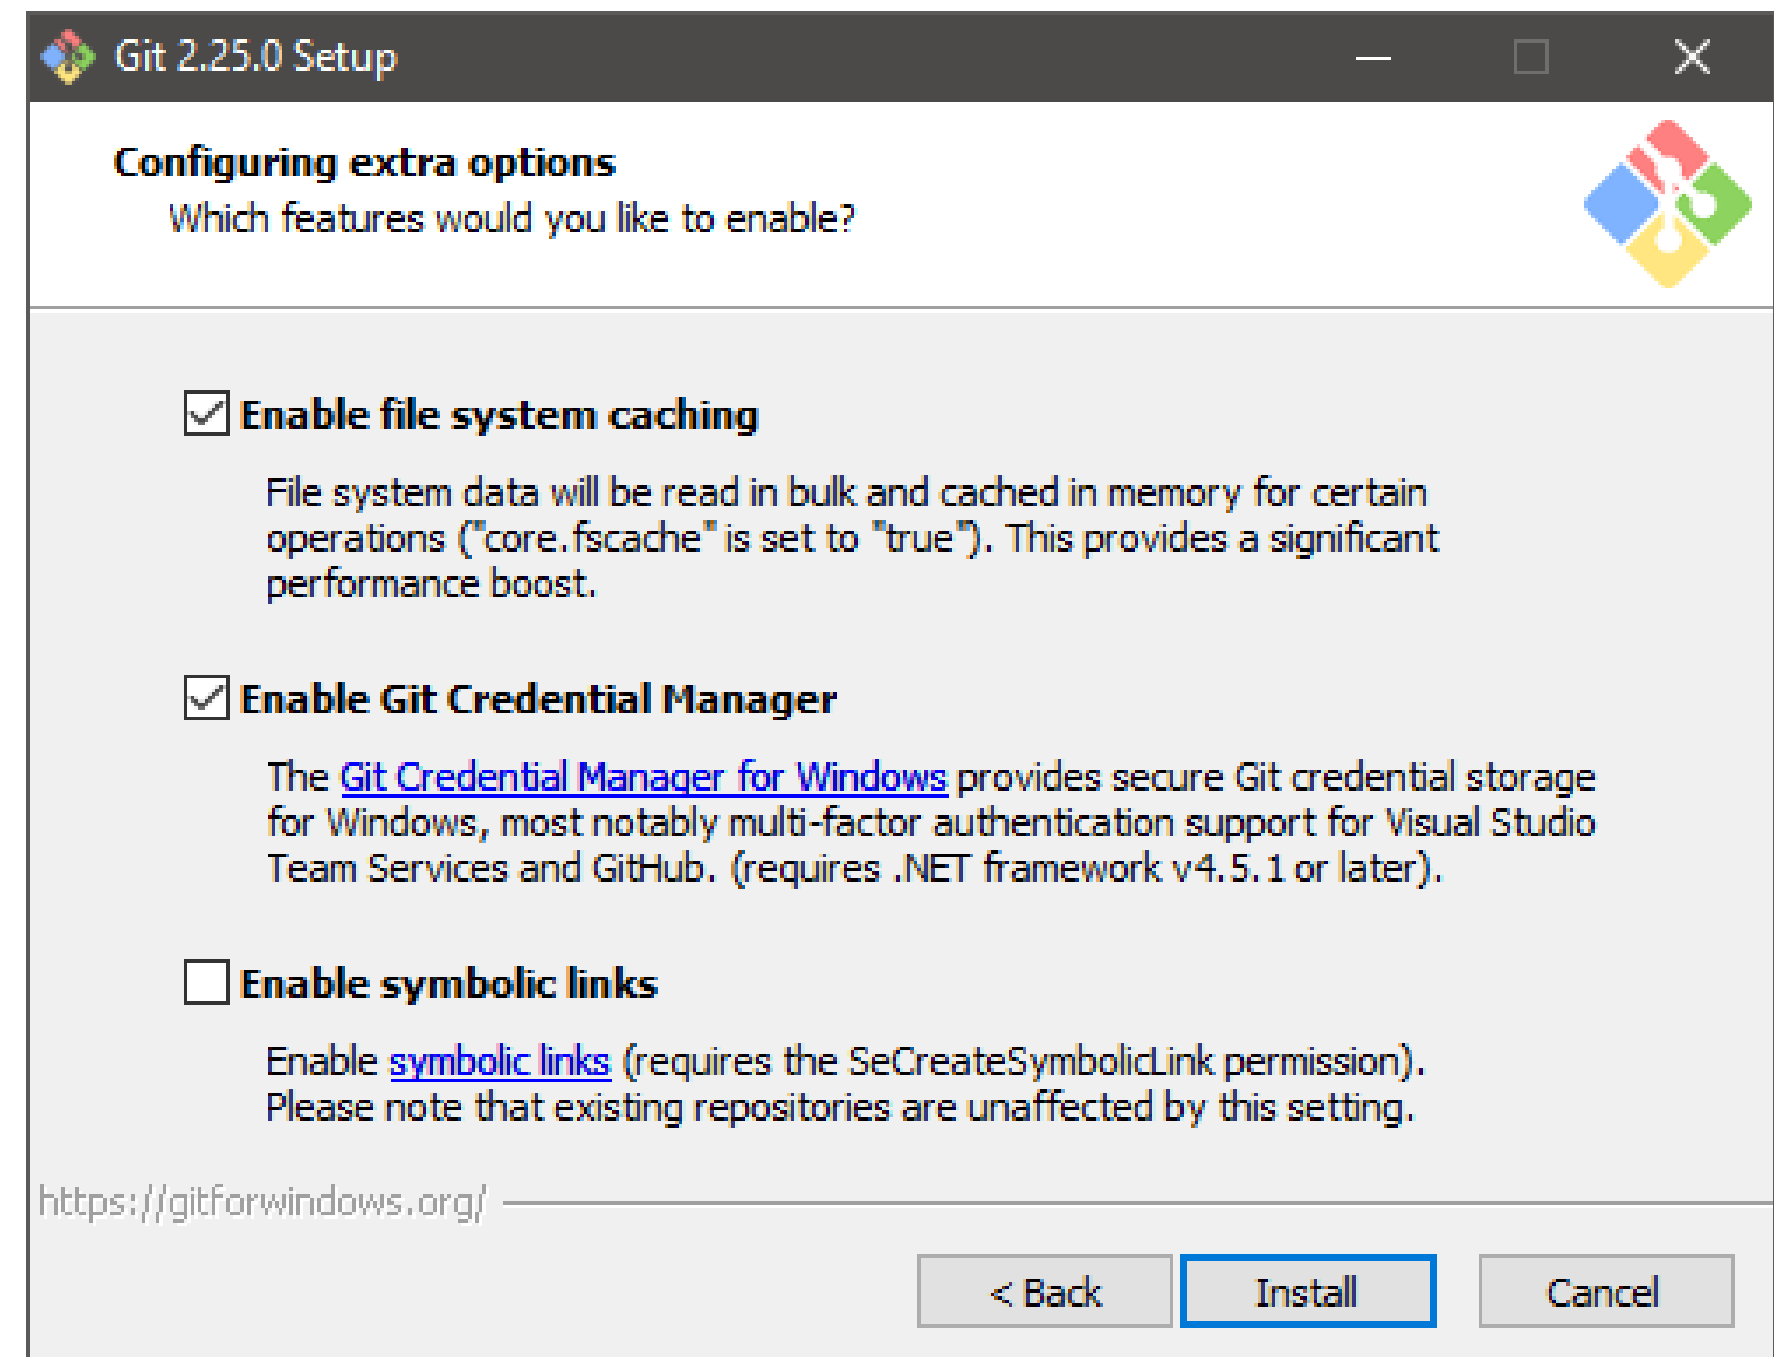 Git 2.25.0 Setup
Configuring extra options
Which features would you like to enable?
Enable file system caching
File system data will be read in bulk and cached in memory for certain
operations ("core.fscache" is set to "true"). This provides a significant
performance boost.
Enable Git Credential Manager
The Git Credential Manager for Windows provides secure Git credential storage
for Windows, most notably multi-factor authentication support for Visual Studio
Team Services and GitHub. (requires .NET framework v4.5.1 or later).
Enable symbolic links
Enable symbolic links (requires the SeCreateSymbolicLink permission).
Please note that existing repositories are unaffected by this setting.
https://gitforwindows.org/
< Back
Install
Cancel